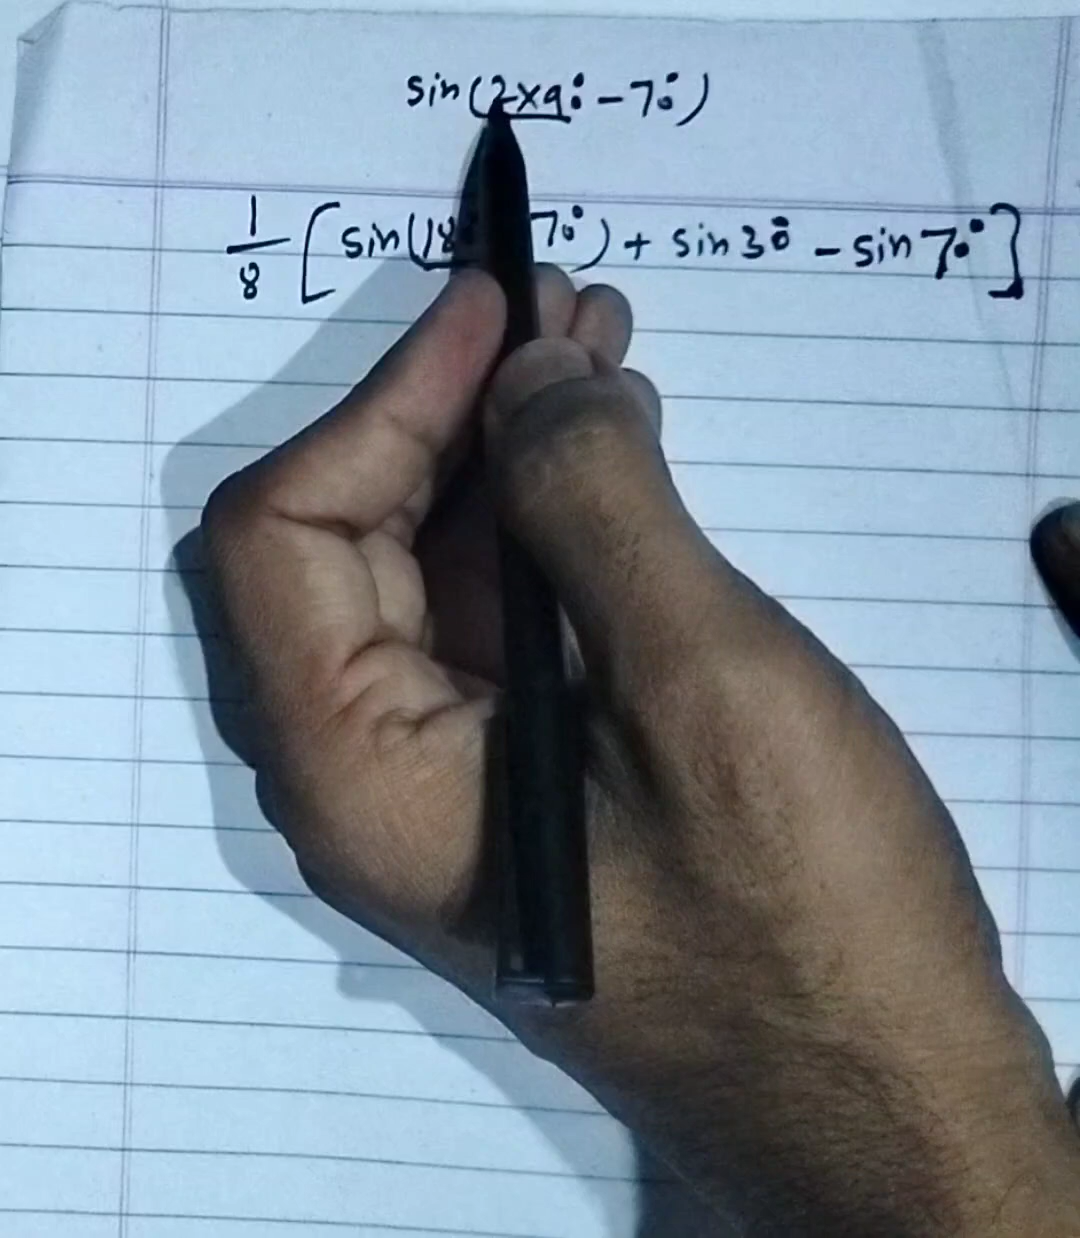 sin(2×90° - 70°)
1/8 [ sin(18 70°) + sin 30° - sin 70° ]